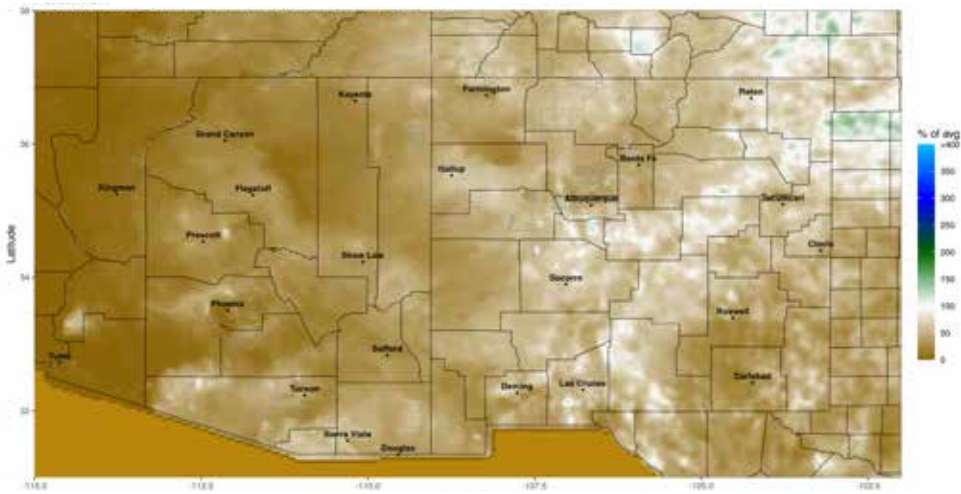 38
Kayenta
Farmington
Raton
% of avg
>400
Grand Canyon
350
36
Santa Fe
300
Gallup
Kingman
Flagstaff
Albuquerque
Tucumcari
250
Prescott
Clovis
200
Latitude
Show Low
34
Socorro
150
Phoenix
Roswell
100
50
Yuma
Safford
0
Tucson
Deming
Las Cruces
Carlsbad
32
Sierra Vista
Douglas
-115.0
-112.5
-110.0
-107.5
-105.0
-102.5